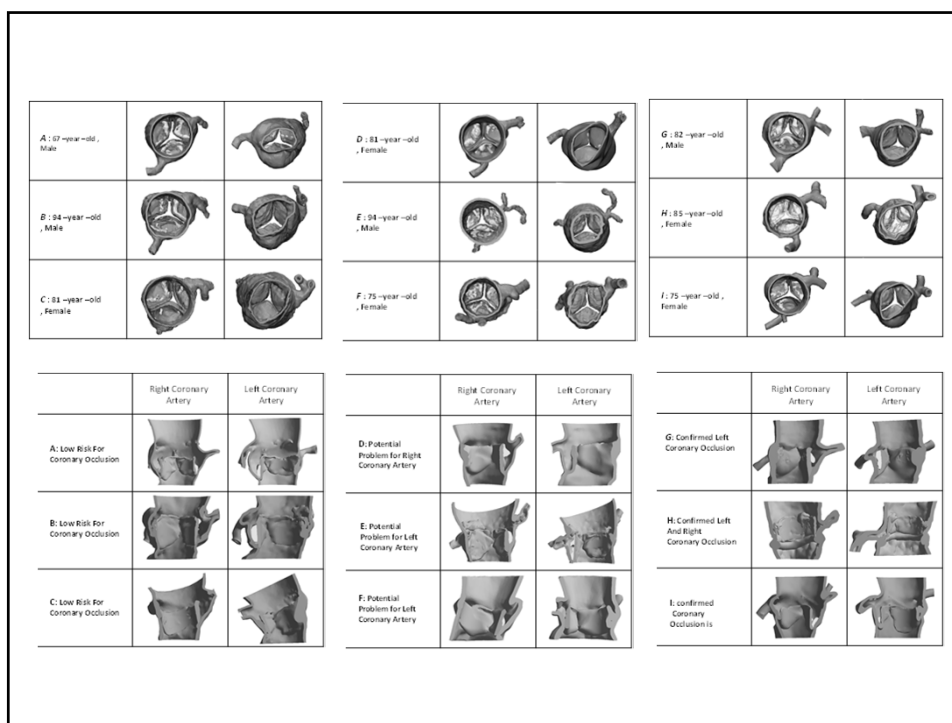 A : 67 –year –old ,
Male
B : 94 –year –old
, Male
C : 81 –year –old
, Female
D : 81 –year –old
, Female
E : 94 –year –old
, Male
F : 75 –year –old
, Female
G : 82 –year –old
, Male
H : 85 –year –old
, Female
I : 75 –year –old ,
Female
Right Coronary
Artery
Left Coronary
Artery
A: Low Risk For
Coronary Occlusion
B: Low Risk For
Coronary Occlusion
C: Low Risk For
Coronary Occlusion
Right Coronary
Artery
Left Coronary
Artery
D: Potential
Problem for Right
Coronary Artery
E: Potential
Problem for Left
Coronary Artery
F: Potential
Problem for Left
Coronary Artery
Right Coronary
Artery
Left Coronary
Artery
G: Confirmed Left
Coronary Occlusion
H: Confirmed Left
And Right
Coronary Occlusion
I: confirmed
Coronary
Occlusion is